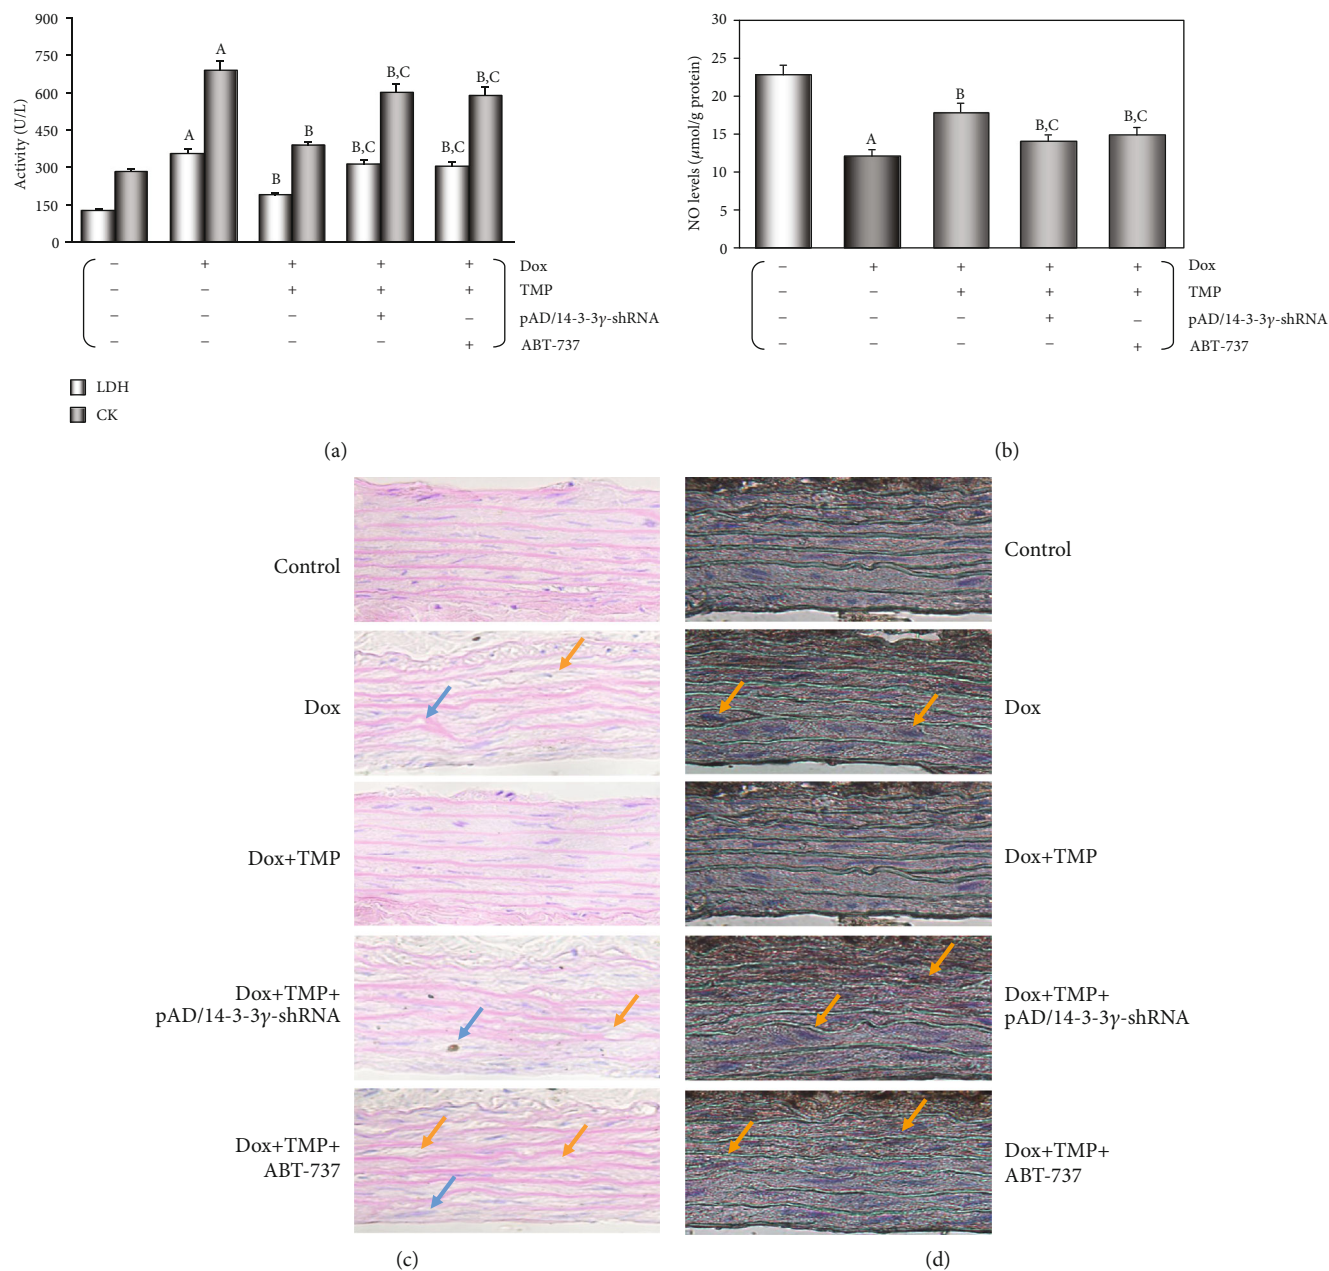 900
750
600
450
300
150
0
Activity (U/L)
A
A
B
B
B,C
B,C
B,C
B,C
− + + + + Dox
− − + + + TMP
− − − + − pAD/14-3-3γ-shRNA
− − − − + ABT-737
LDH
CK
(a)
30
25
20
15
10
5
0
NO levels (μmol/g protein)
A
B
B,C
B,C
− + + + + Dox
− − + + + TMP
− − − + − pAD/14-3-3γ-shRNA
− − − − + ABT-737
(b)
Control
Dox
Dox+TMP
Dox+TMP+
pAD/14-3-3γ-shRNA
Dox+TMP+
ABT-737
(c)
Control
Dox
Dox+TMP
Dox+TMP+
pAD/14-3-3γ-shRNA
Dox+TMP+
ABT-737
(d)